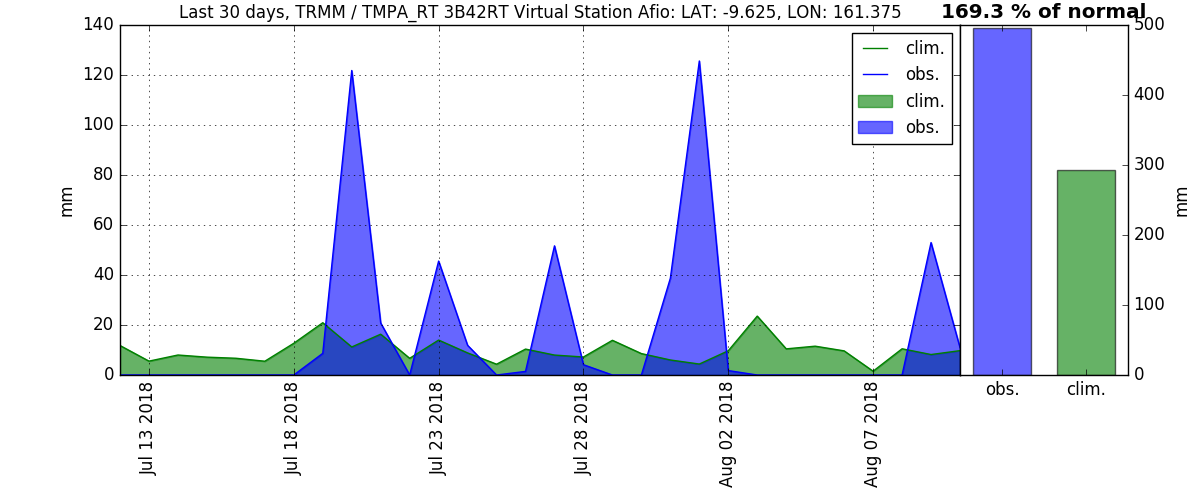 Last 30 days, TRMM / TMPA_RT 3B42RT Virtual Station Afio: LAT: -9.625, LON: 161.375
169.3 % of normal
140
120
100
80
60
40
20
0
mm
Jul 13 2018
Jul 18 2018
Jul 23 2018
Jul 28 2018
Aug 02 2018
Aug 07 2018
clim.
obs.
clim.
obs.
500
400
300
200
100
0
mm
obs.
clim.